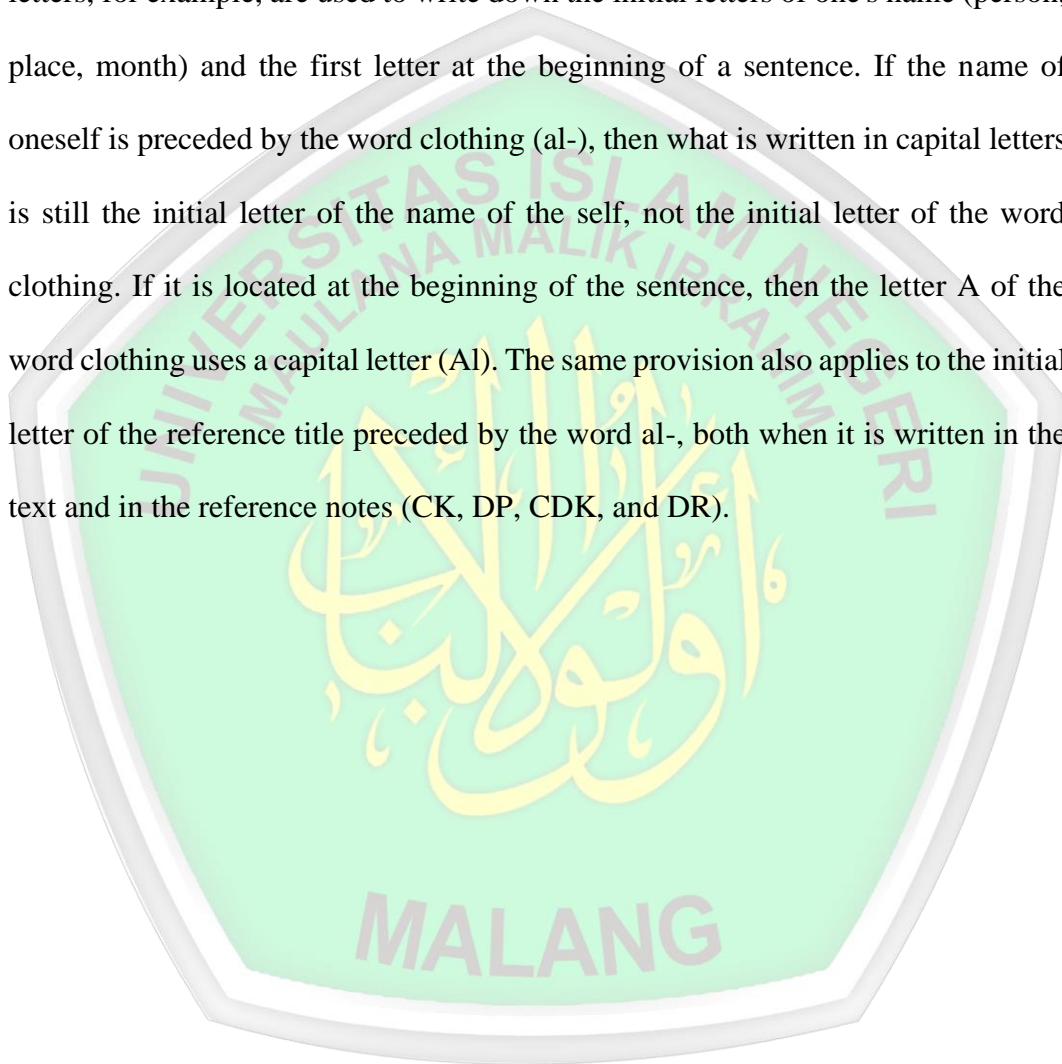 letters, for example, are used to write down the initial letters of one's name (person,
place, month) and the first letter at the beginning of a sentence. If the name of
oneself is preceded by the word clothing (al-), then what is written in capital letters
is still the initial letter of the name of the self, not the initial letter of the word
clothing. If it is located at the beginning of the sentence, then the letter A of the
word clothing uses a capital letter (Al). The same provision also applies to the initial
letter of the reference title preceded by the word al-, both when it is written in the
text and in the reference notes (CK, DP, CDK, and DR).
UNIVERSITAS ISLAM NEGERI
MAULANA MALIK IBRAHIM
MALANG